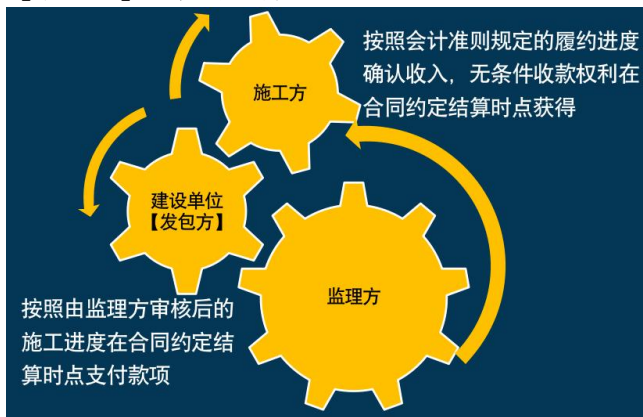 按照会计准则规定的履约进度
确认收入，无条件收款权利在
合同约定结算时点获得
施工方
建设单位
【发包方】
监理方
按照由监理方审核后的
施工进度在合同约定结
算时点支付款项